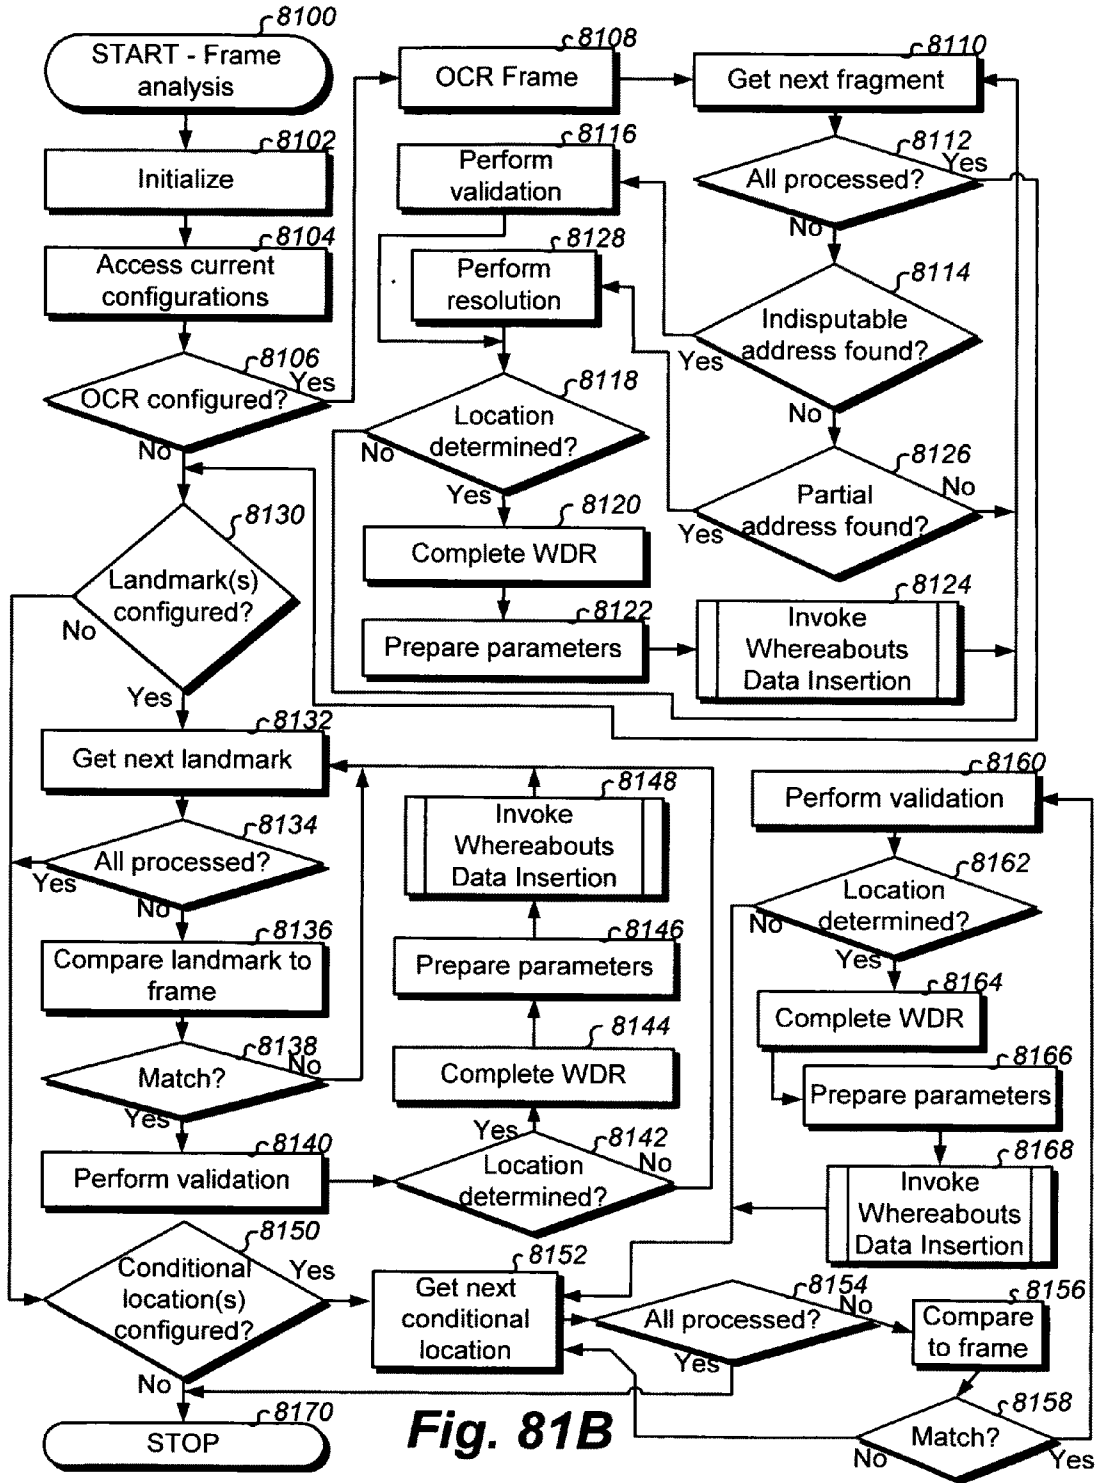 8100
START - Frame
analysis
8102
Initialize
8104
Access current
configurations
8106
OCR configured?
Yes
No
8108
OCR Frame
8110
Get next fragment
8112
All processed?
Yes
No
8114
Indisputable
address found?
Yes
No
8116
Perform
validation
8128
Perform
resolution
8118
Location
determined?
No
Yes
8126
Partial
address found?
No
Yes
8120
Complete WDR
8122
Prepare parameters
8124
Invoke
Whereabouts
Data Insertion
8130
Landmark(s)
configured?
No
Yes
8132
Get next landmark
8134
All processed?
Yes
No
8136
Compare landmark to
frame
8138
Match?
No
Yes
8140
Perform validation
8142
Location
determined?
Yes
No
8144
Complete WDR
8146
Prepare parameters
8148
Invoke
Whereabouts
Data Insertion
8150
Conditional
location(s)
configured?
Yes
No
8152
Get next
conditional
location
8154
All processed?
No
Yes
8156
Compare
to frame
8158
Match?
No
Yes
8160
Perform validation
8162
Location
determined?
No
Yes
8164
Complete WDR
8166
Prepare parameters
8168
Invoke
Whereabouts
Data Insertion
8170
STOP
Fig. 81B